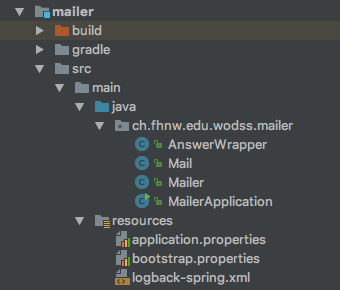 mailer
build
gradle
src
main
java
ch.fhnw.edu.wodss.mailer
AnswerWrapper
Mail
Mailer
MailerApplication
resources
application.properties
bootstrap.properties
logback-spring.xml